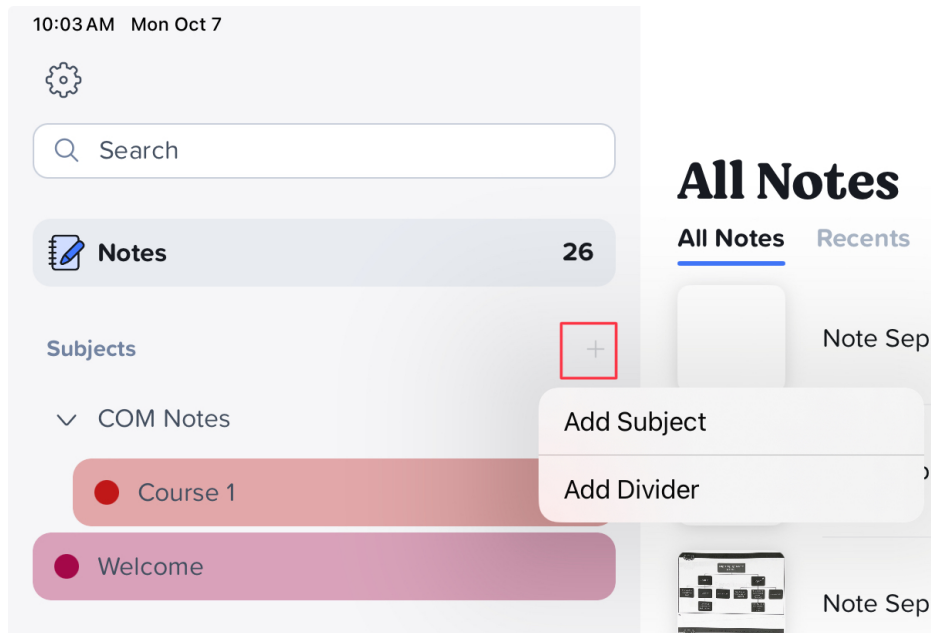 10:03 AM Mon Oct 7
Search
Notes 26
Subjects
COM Notes
Course 1
Welcome
Add Subject
Add Divider
All Notes
All Notes Recents
Note Sep
Note Sep